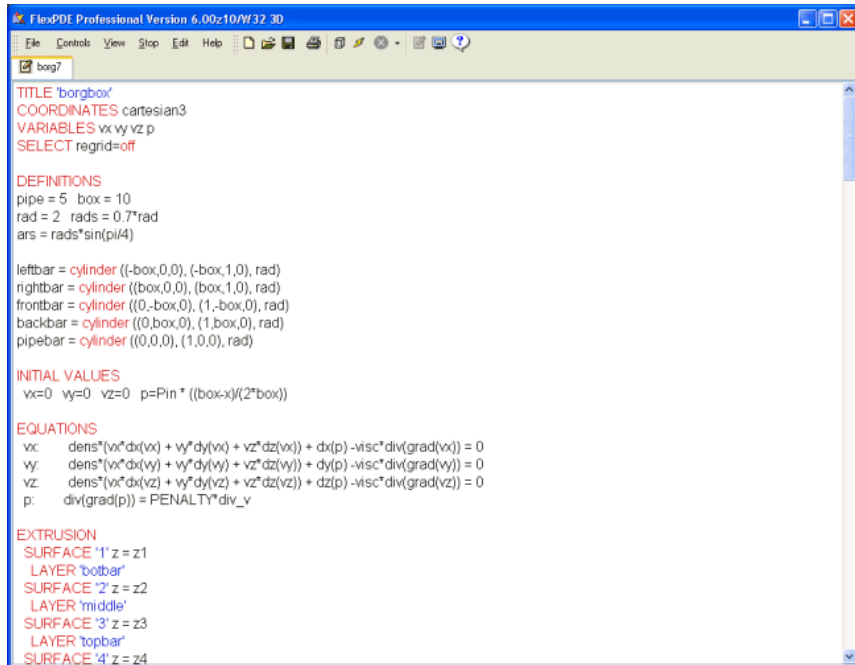 FlexPDE Professional Version 6.00z10/W32 3D
File Controls View Stop Edit Help
borg7
TITLE 'borgbox'
COORDINATES cartesian3
VARIABLES vx vy vz p
SELECT regrid=off
DEFINITIONS
pipe = 5 box = 10
rad = 2 rads = 0.7*rad
ars = rads*sin(pi/4)
leftbar = cylinder ((-box,0,0), (-box,1,0), rad)
rightbar = cylinder ((box,0,0), (box,1,0), rad)
frontbar = cylinder ((0,-box,0), (1,-box,0), rad)
backbar = cylinder ((0,box,0), (1,box,0), rad)
pipebar = cylinder ((0,0,0), (1,0,0), rad)
INITIAL VALUES
vx=0 vy=0 vz=0 p=Pin * ((box-x)/(2*box))
EQUATIONS
vx: dens*(vx*dx(vx) + vy*dy(vx) + vz*dz(vx)) + dx(p) -visc*div(grad(vx)) = 0
vy: dens*(vx*dx(vy) + vy*dy(vy) + vz*dz(vy)) + dy(p) -visc*div(grad(vy)) = 0
vz: dens*(vx*dx(vz) + vy*dy(vz) + vz*dz(vz)) + dz(p) -visc*div(grad(vz)) = 0
p: div(grad(p)) = PENALTY*div_v
EXTRUSION
SURFACE '1' z = z1
LAYER 'botbar'
SURFACE '2' z = z2
LAYER 'middle'
SURFACE '3' z = z3
LAYER 'topbar'
SURFACE '4' z = z4